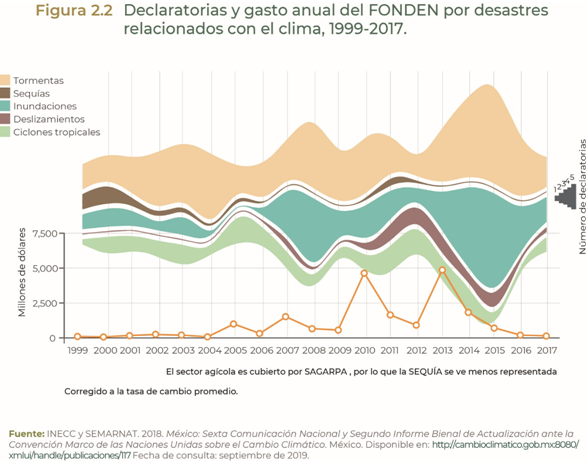 Figura 2.2 Declaratorias y gasto anual del FONDEN por desastres
relacionados con el clima, 1999-2017.
Tormentas
Sequías
Inundaciones
Deslizamientos
Ciclones tropicales
Número de declaratorias
1 2 3 4 5
Millones de dólares
7,500
5,000
2,500
0
1999 2000 2001 2002 2003 2004 2005 2006 2007 2008 2009 2010 2011 2012 2013 2014 2015 2016 2017
El sector agícola es cubierto por SAGARPA , por lo que la SEQUÍA se ve menos representada
Corregido a la tasa de cambio promedio.
Fuente: INECC y SEMARNAT. 2018. México: Sexta Comunicación Nacional y Segundo Informe Bienal de Actualización ante la
Convención Marco de las Naciones Unidas sobre el Cambio Climático. México. Disponible en: http://cambioclimatico.gob.mx:8080/
xmlui/handle/publicaciones/117 Fecha de consulta: septiembre de 2019.